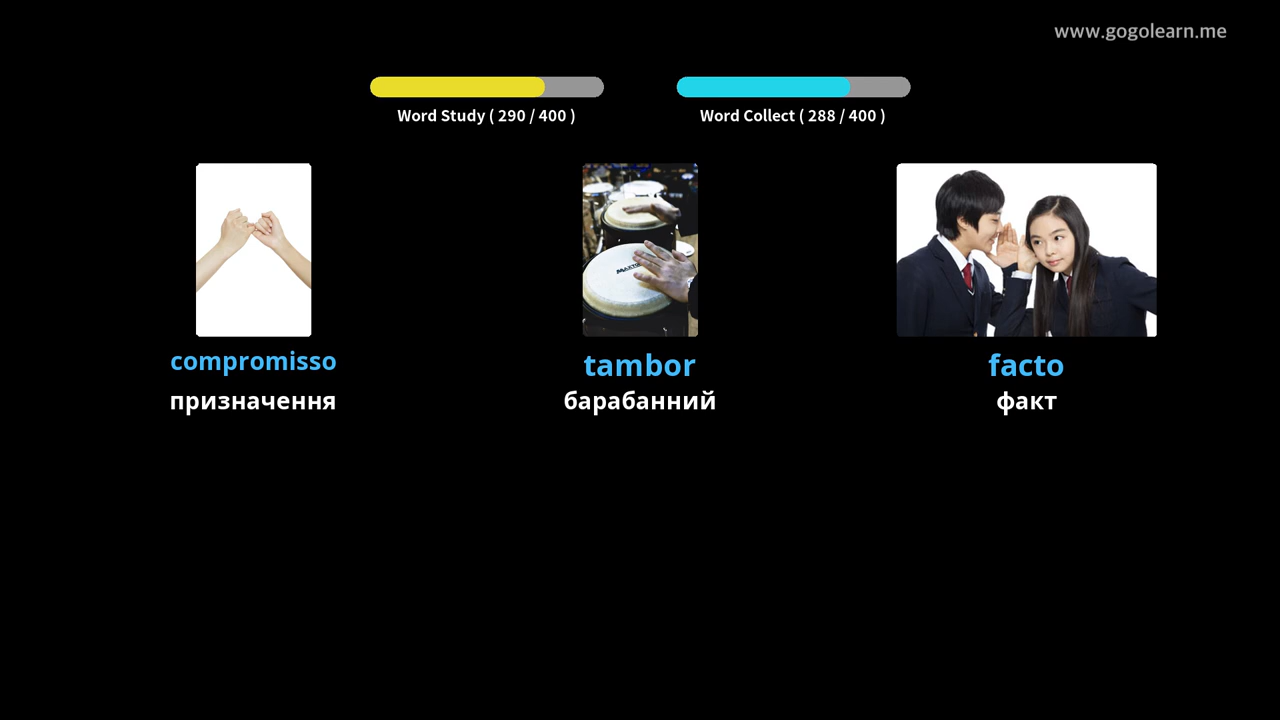 www.gogolearn.me
Word Study ( 290 / 400 )
Word Collect ( 288 / 400 )
compromisso
призначення
tambor
барабанний
facto
факт